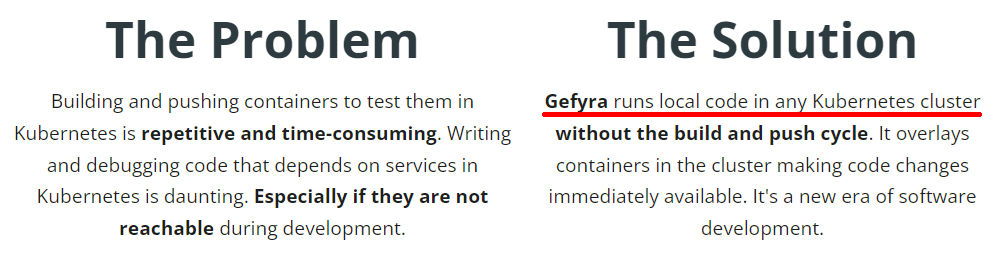 The Problem
Building and pushing containers to test them in
Kubernetes is repetitive and time-consuming. Writing
and debugging code that depends on services in
Kubernetes is daunting. Especially if they are not
reachable during development.
The Solution
Gefyra runs local code in any Kubernetes cluster
without the build and push cycle. It overlays
containers in the cluster making code changes
immediately available. It's a new era of software
development.